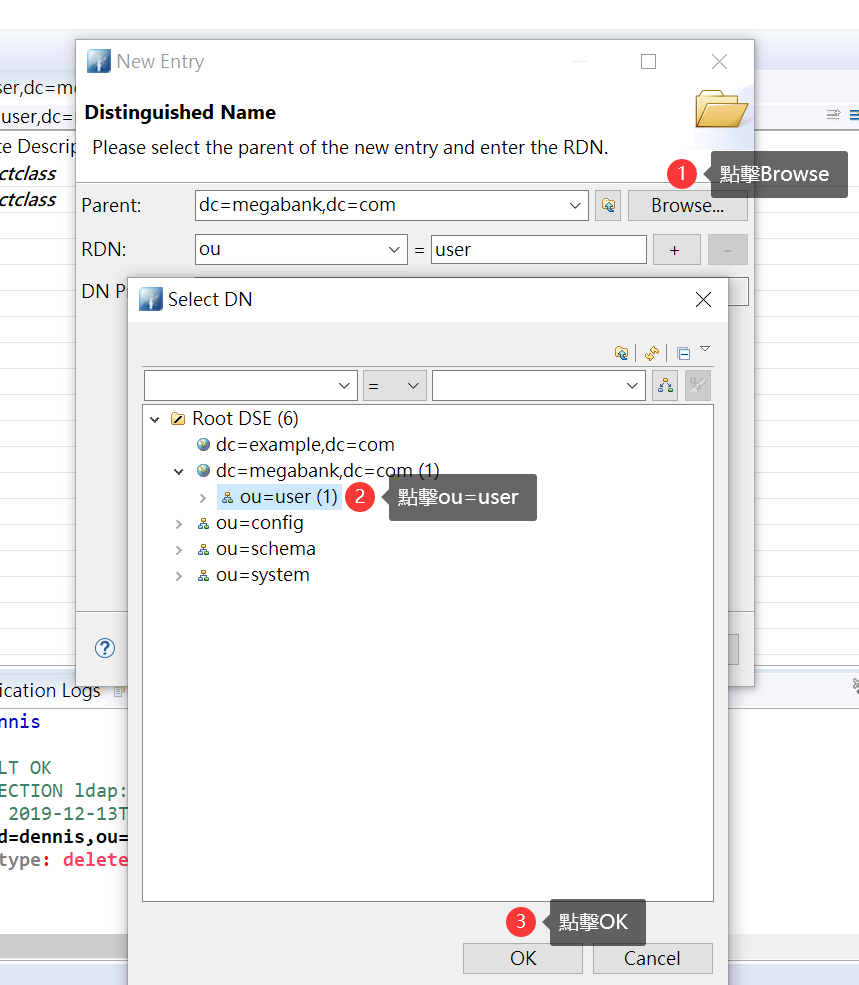 New Entry
ser,dc=me
user,dc=
Distinguished Name
te Descrip
Please select the parent of the new entry and enter the RDN.
ctclass
1 點擊Browse
ctclass
Parent: dc=megabank,dc=com Browse...
RDN: ou = user + -
DN P
Select DN
=
Root DSE (6)
dc=example,dc=com
dc=megabank,dc=com (1)
ou=user (1) 2 點擊ou=user
ou=config
ou=schema
ou=system
?
ication Logs
nnis
LT OK
ECTION ldap:
2019-12-13T
d=dennis,ou=
type: delete
3 點擊OK
OK Cancel